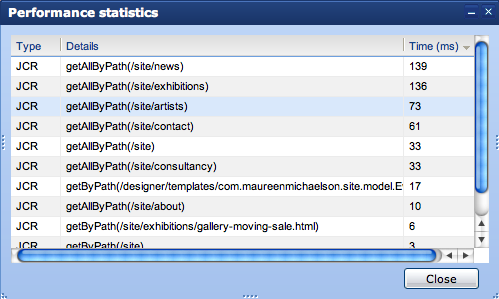 Performance statistics
Type Details Time (ms)
JCR getAllByPath(/site/news) 139
JCR getAllByPath(/site/exhibitions) 136
JCR getAllByPath(/site/artists) 73
JCR getAllByPath(/site/contact) 61
JCR getAllByPath(/site) 33
JCR getAllByPath(/site/consultancy) 33
JCR getByPath(/designer/templates/com.maureenmichaelson.site.model.E 17
JCR getAllByPath(/site/about) 10
JCR getByPath(/site/exhibitions/gallery-moving-sale.html) 6
JCR getByPath(/site) 3
Close